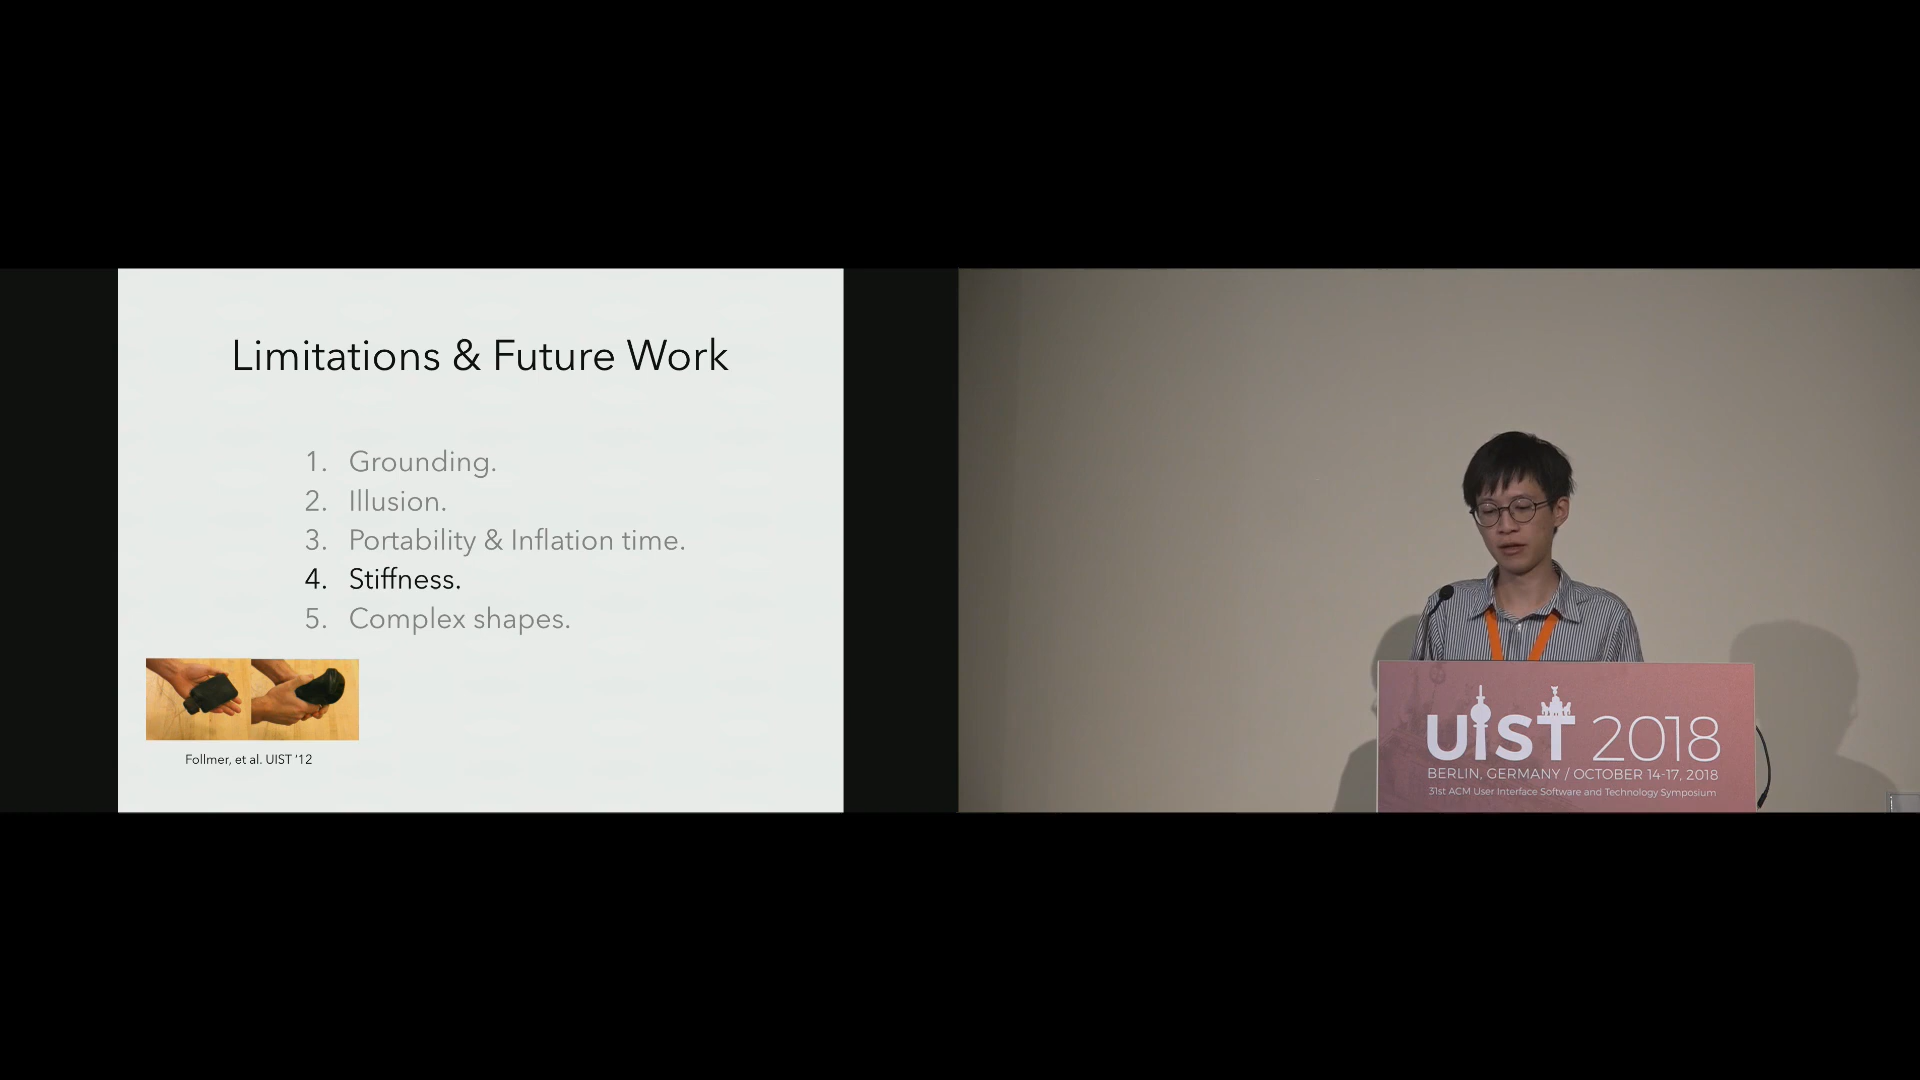 Limitations & Future Work
1. Grounding.
2. Illusion.
3. Portability & Inflation time.
4. Stiffness.
5. Complex shapes.
Follmer, et al. UIST '12
UIST 2018
BERLIN, GERMANY / OCTOBER 14-17, 2018
31st ACM User Interface Software and Technology Symposium